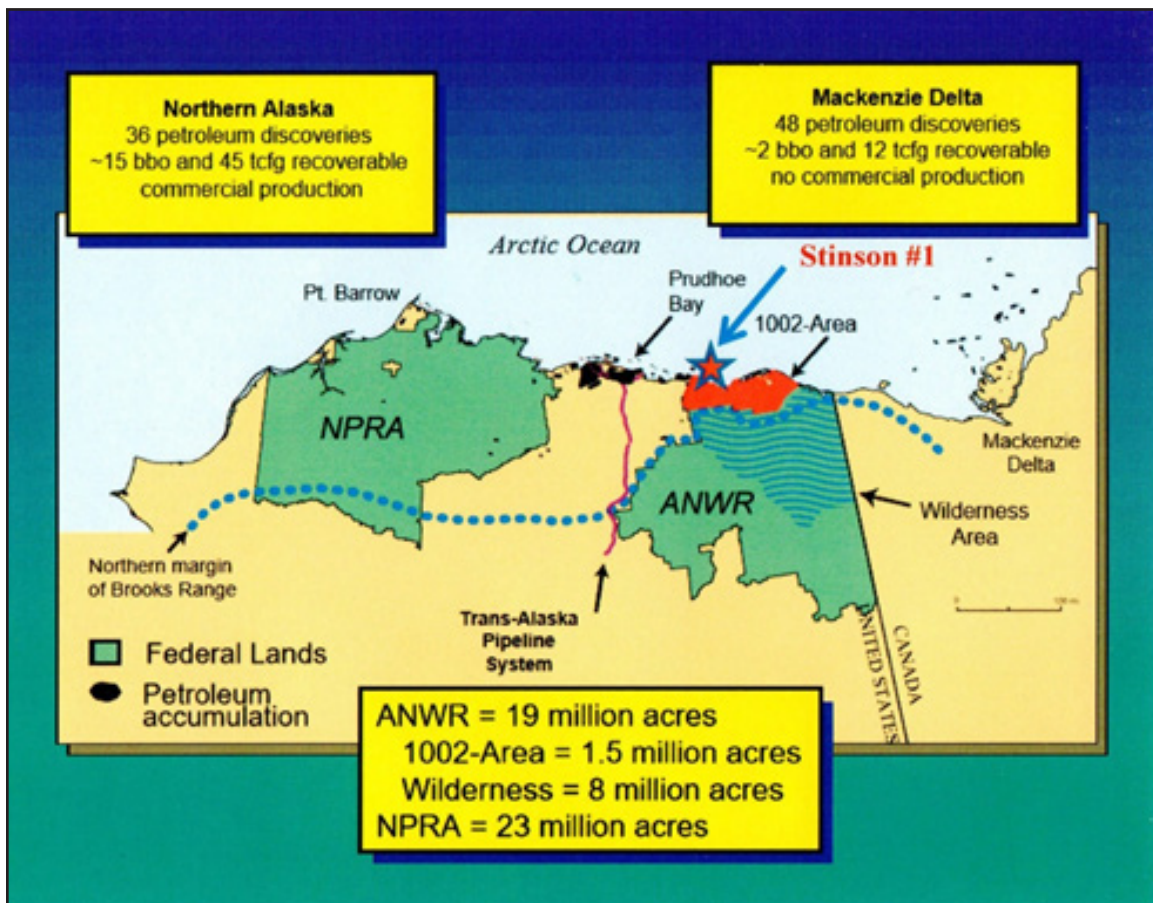 Northern Alaska
36 petroleum discoveries
~15 bbo and 45 tcfg recoverable
commercial production
Mackenzie Delta
48 petroleum discoveries
~2 bbo and 12 tcfg recoverable
no commercial production
Arctic Ocean
Stinson #1
Pt. Barrow
Prudhoe
Bay
1002-Area
NPRA
ANWR
Mackenzie
Delta
Wilderness
Area
Northern margin
of Brooks Range
Trans-Alaska
Pipeline
System
CANADA
UNITED STATES
Federal Lands
Petroleum
accumulation
ANWR = 19 million acres
1002-Area = 1.5 million acres
Wilderness = 8 million acres
NPRA = 23 million acres